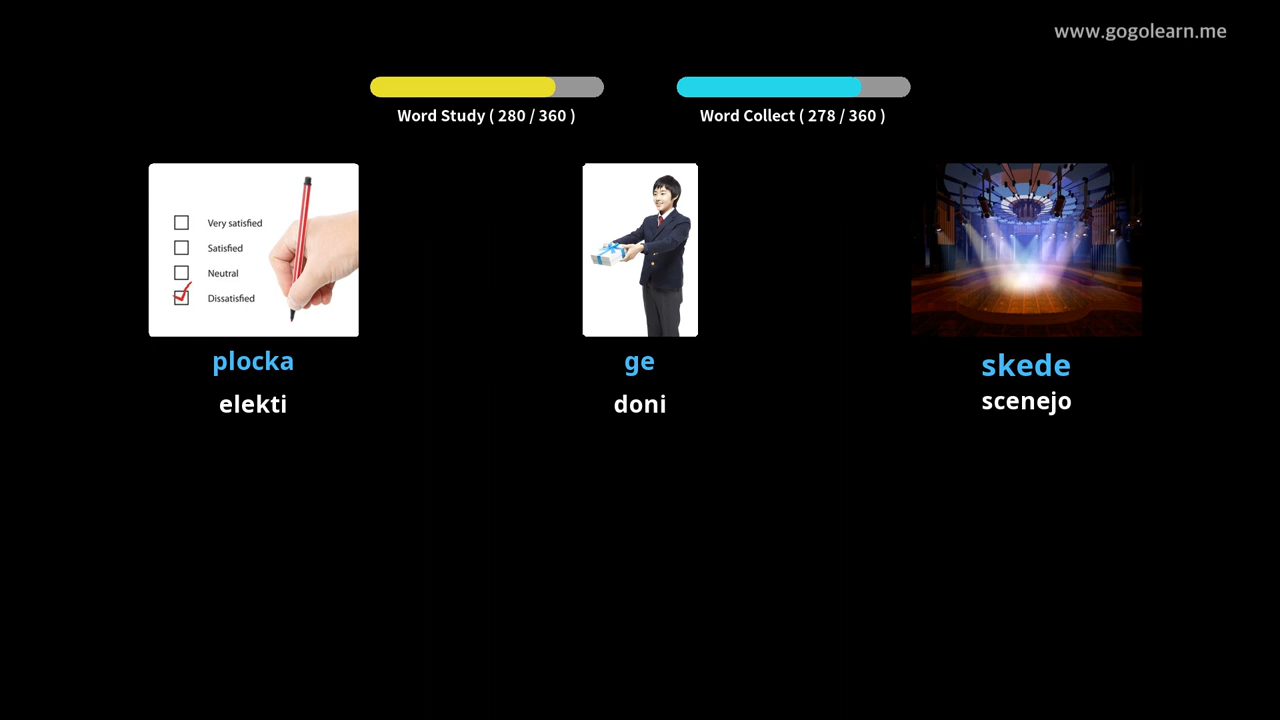 www.gogolearn.me
Word Study ( 280 / 360 )
Word Collect ( 278 / 360 )
Very satisfied
Satisfied
Neutral
Dissatisfied
plocka
ge
skede
elekti
doni
scenejo